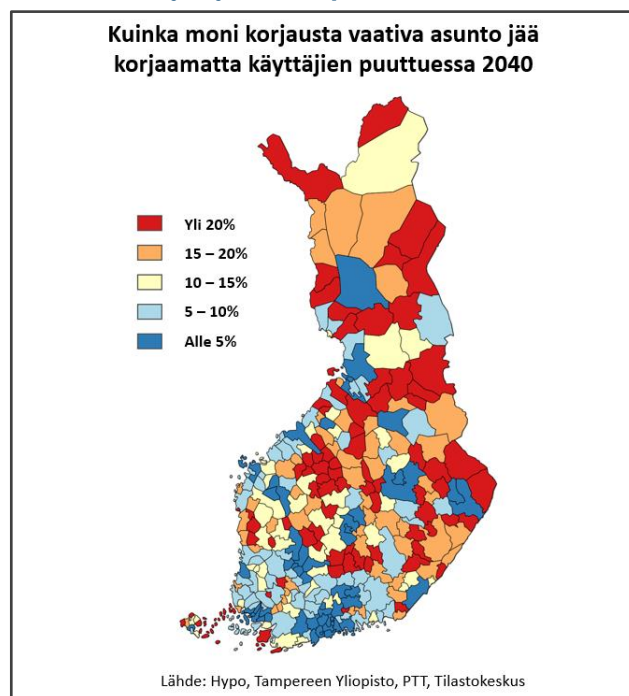 Kuinka moni korjausta vaativa asunto jää
korjaamatta käyttäjien puuttuessa 2040
Yli 20%
15 – 20%
10 – 15%
5 – 10%
Alle 5%
Lähde: Hypo, Tampereen Yliopisto, PTT, Tilastokeskus